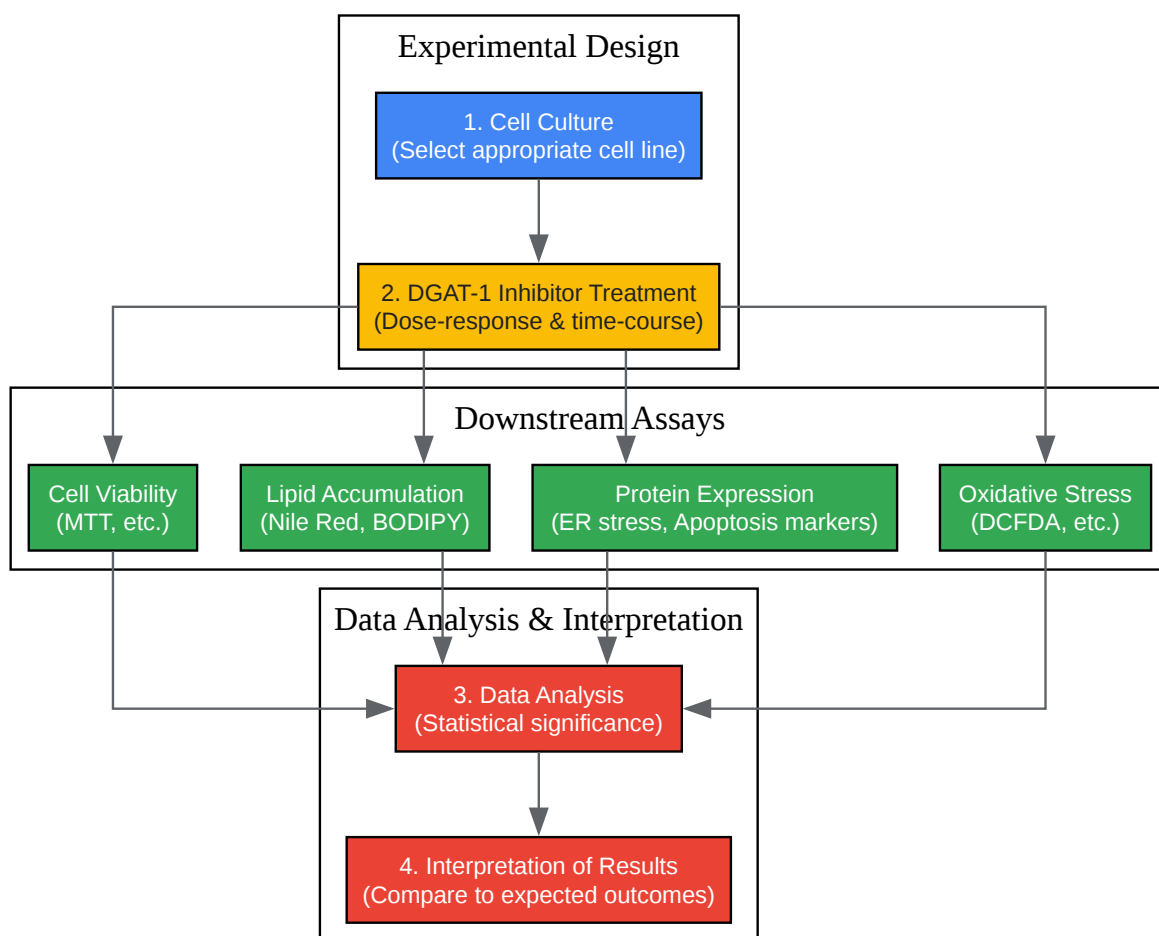 Experimental Design
1. Cell Culture
(Select appropriate cell line)
2. DGAT-1 Inhibitor Treatment
(Dose-response & time-course)
Downstream Assays
Cell Viability
(MTT, etc.)
Lipid Accumulation
(Nile Red, BODIPY)
Protein Expression
(ER stress, Apoptosis markers)
Oxidative Stress
(DCFDA, etc.)
Data Analysis & Interpretation
3. Data Analysis
(Statistical significance)
4. Interpretation of Results
(Compare to expected outcomes)